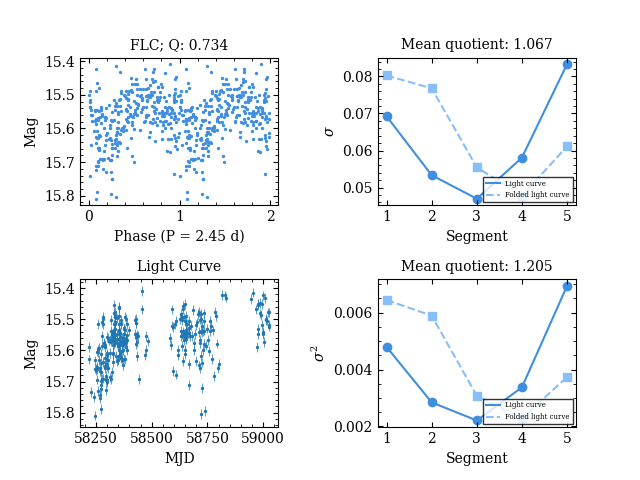 FLC; Q: 0.734
15.4
15.5
15.6
15.7
15.8
Mag
0
1
2
Phase (P = 2.45 d)
Mean quotient: 1.067
0.08
0.07
0.06
0.05
σ
1
2
3
4
5
Segment
Light curve
Folded light curve
Light Curve
15.4
15.5
15.6
15.7
15.8
Mag
58250
58500
58750
59000
MJD
Mean quotient: 1.205
0.006
0.004
0.002
σ²
1
2
3
4
5
Segment
Light curve
Folded light curve